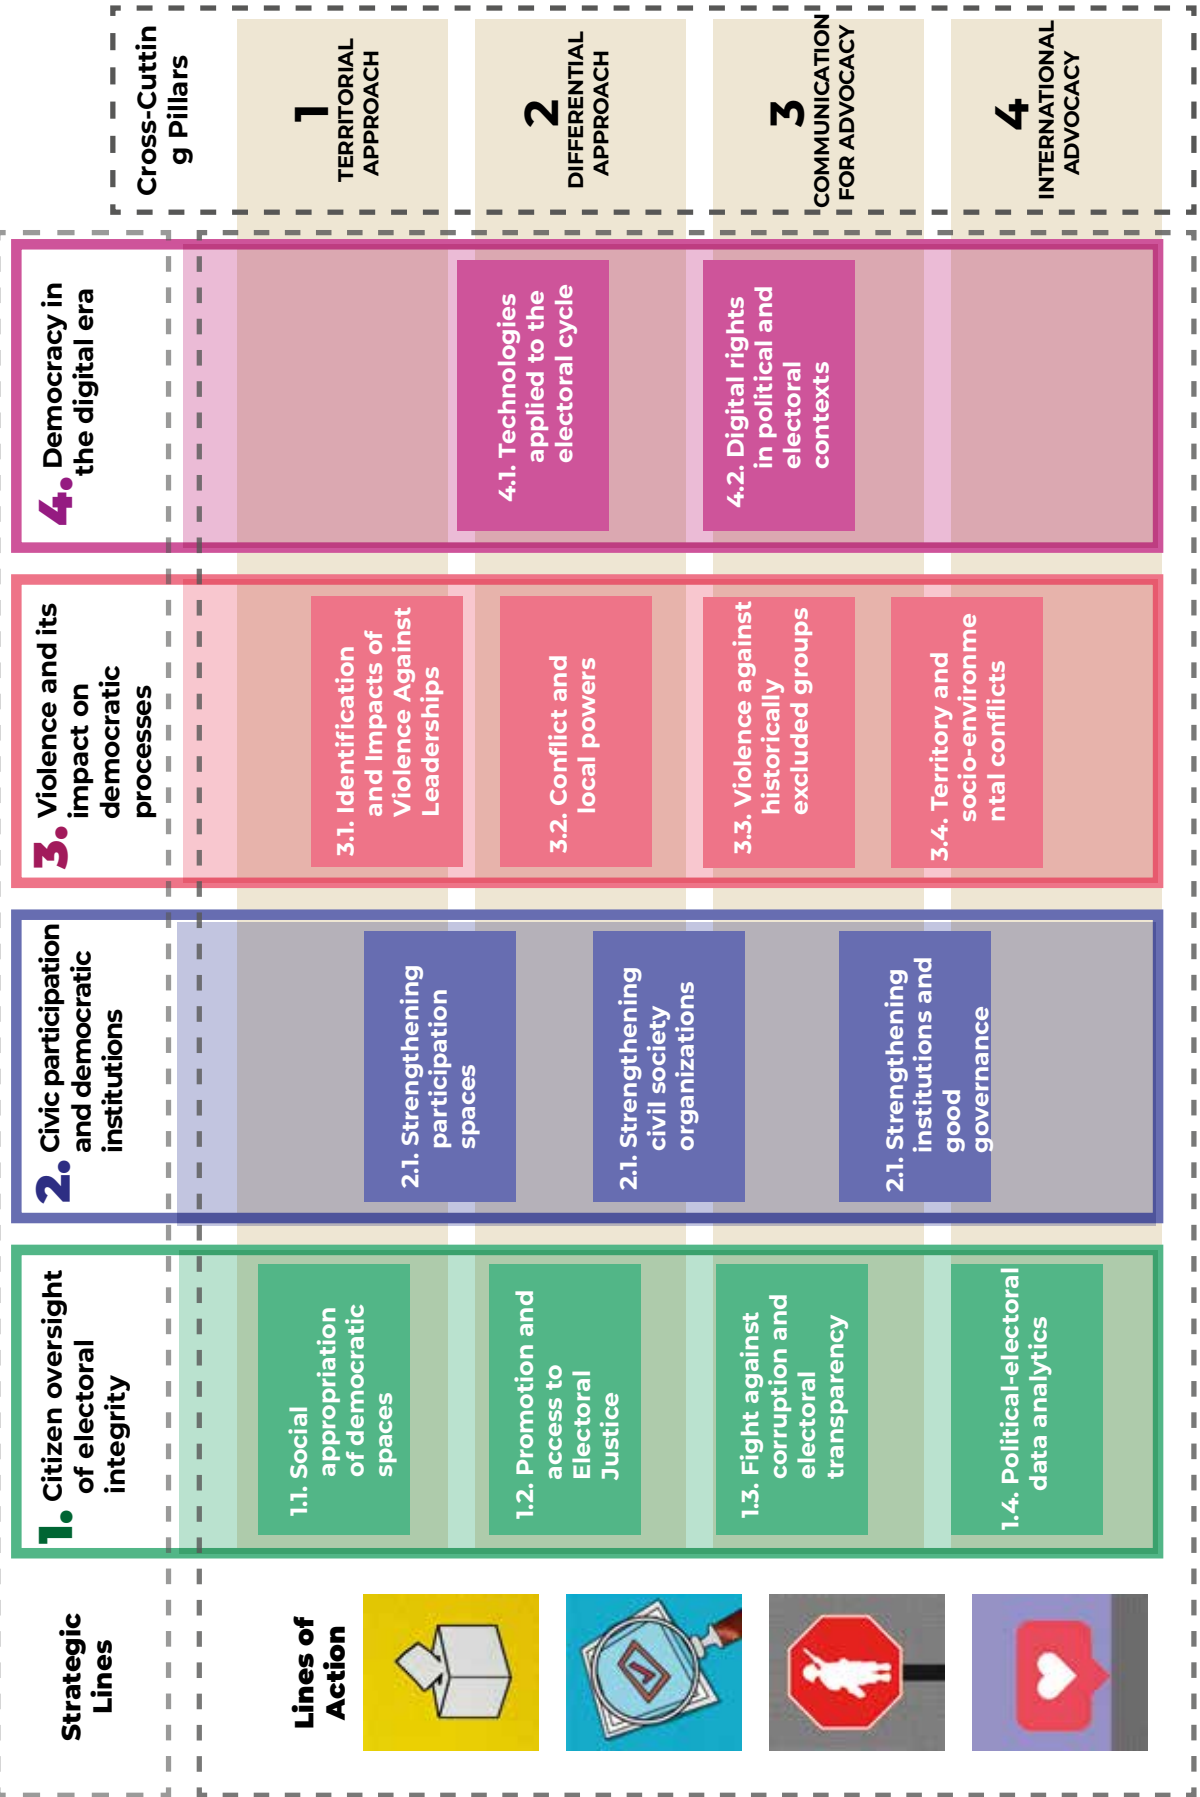 Strategic
Lines
1. Citizen oversight
of electoral
integrity
2. Civic participation
and democratic
institutions
3. Violence and its
impact on
democratic
processes
4. Democracy in
the digital era
Cross-Cuttin
g Pillars
Lines of
Action
1.1. Social
appropriation
of democratic
spaces
1.2. Promotion and
access to
Electoral
Justice
1.3. Fight against
corruption and
electoral
transparency
1.4. Political-electoral
data analytics
2.1. Strengthening
participation
spaces
2.1. Strengthening
civil society
organizations
2.1. Strengthening
institutions and
good
governance
3.1. Identification
and Impacts of
Violence Against
Leaderships
3.2. Conflict and
local powers
3.3. Violence against
historically
excluded groups
3.4. Territory and
socio-environme
ntal conflicts
4.1. Technologies
applied to the
electoral cycle
4.2. Digital rights
in political and
electoral
contexts
1
TERRITORIAL
APPROACH
2
DIFFERENTIAL
APPROACH
3
COMMUNICATION
FOR ADVOCACY
4
INTERNATIONAL
ADVOCACY